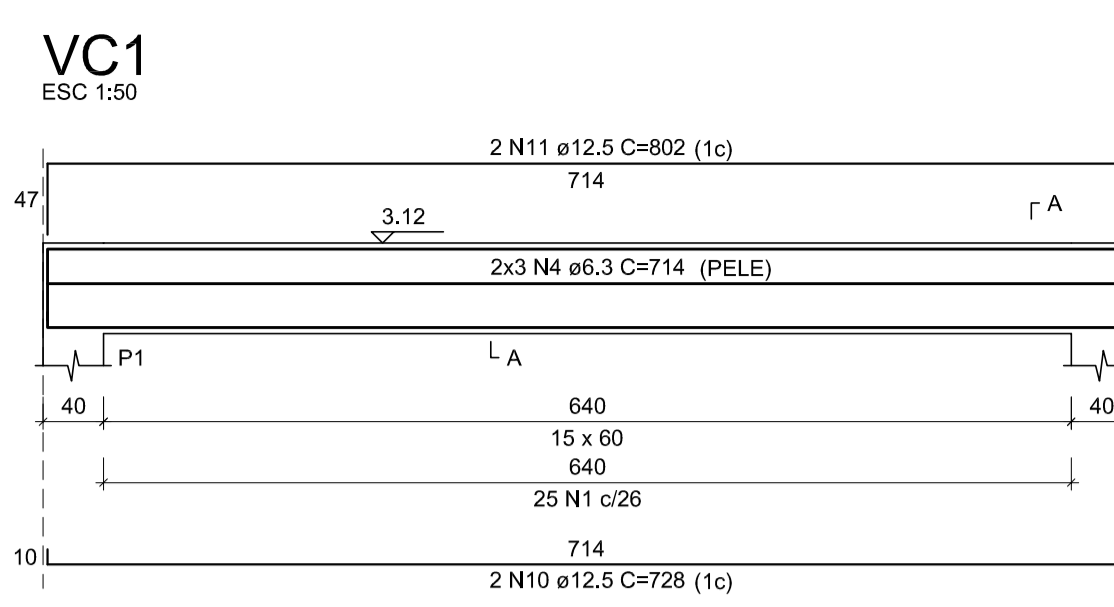 VC1
ESC 1:50
2 N11 ø12.5 C=802 (1c)
714
47
A
3.12
2x3 N4 ø6.3 C=714 (PELE)
P1
A
40 640 40
15 x 60
640
25 N1 c/26
714
10
2 N10 ø12.5 C=728 (1c)